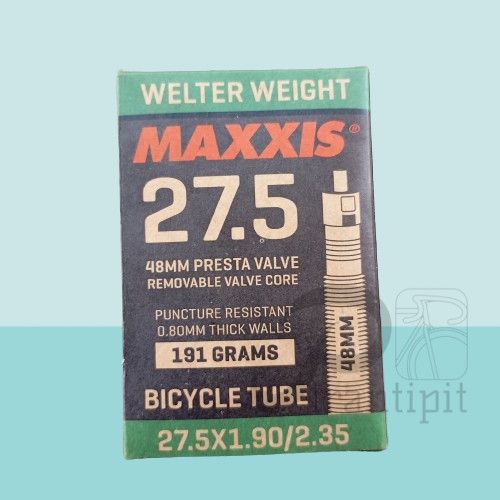 WELTER WEIGHT
MAXXIS®
27.5
48MM PRESTA VALVE
REMOVABLE VALVE CORE
PUNCTURE RESISTANT
0.80MM THICK WALLS
191 GRAMS
48MM
BICYCLE TUBE
27.5X1.90/2.35